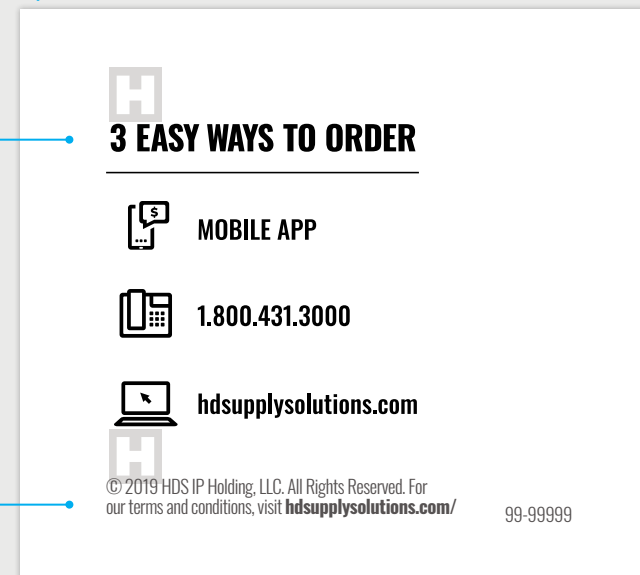 H
3 EASY WAYS TO ORDER
$
MOBILE APP
1.800.431.3000
hdsupplysolutions.com
H
© 2019 HDS IP Holding, LLC. All Rights Reserved. For
our terms and conditions, visit hdsupplysolutions.com/
99-99999